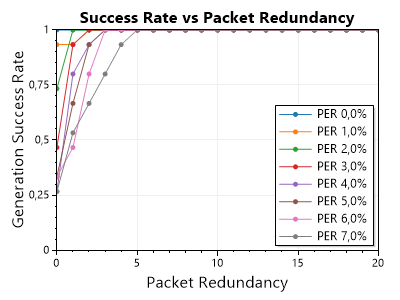 Success Rate vs Packet Redundancy
Generation Success Rate
1
0,75
0,5
0,25
0
0
5
10
15
20
Packet Redundancy
PER 0,0%
PER 1,0%
PER 2,0%
PER 3,0%
PER 4,0%
PER 5,0%
PER 6,0%
PER 7,0%